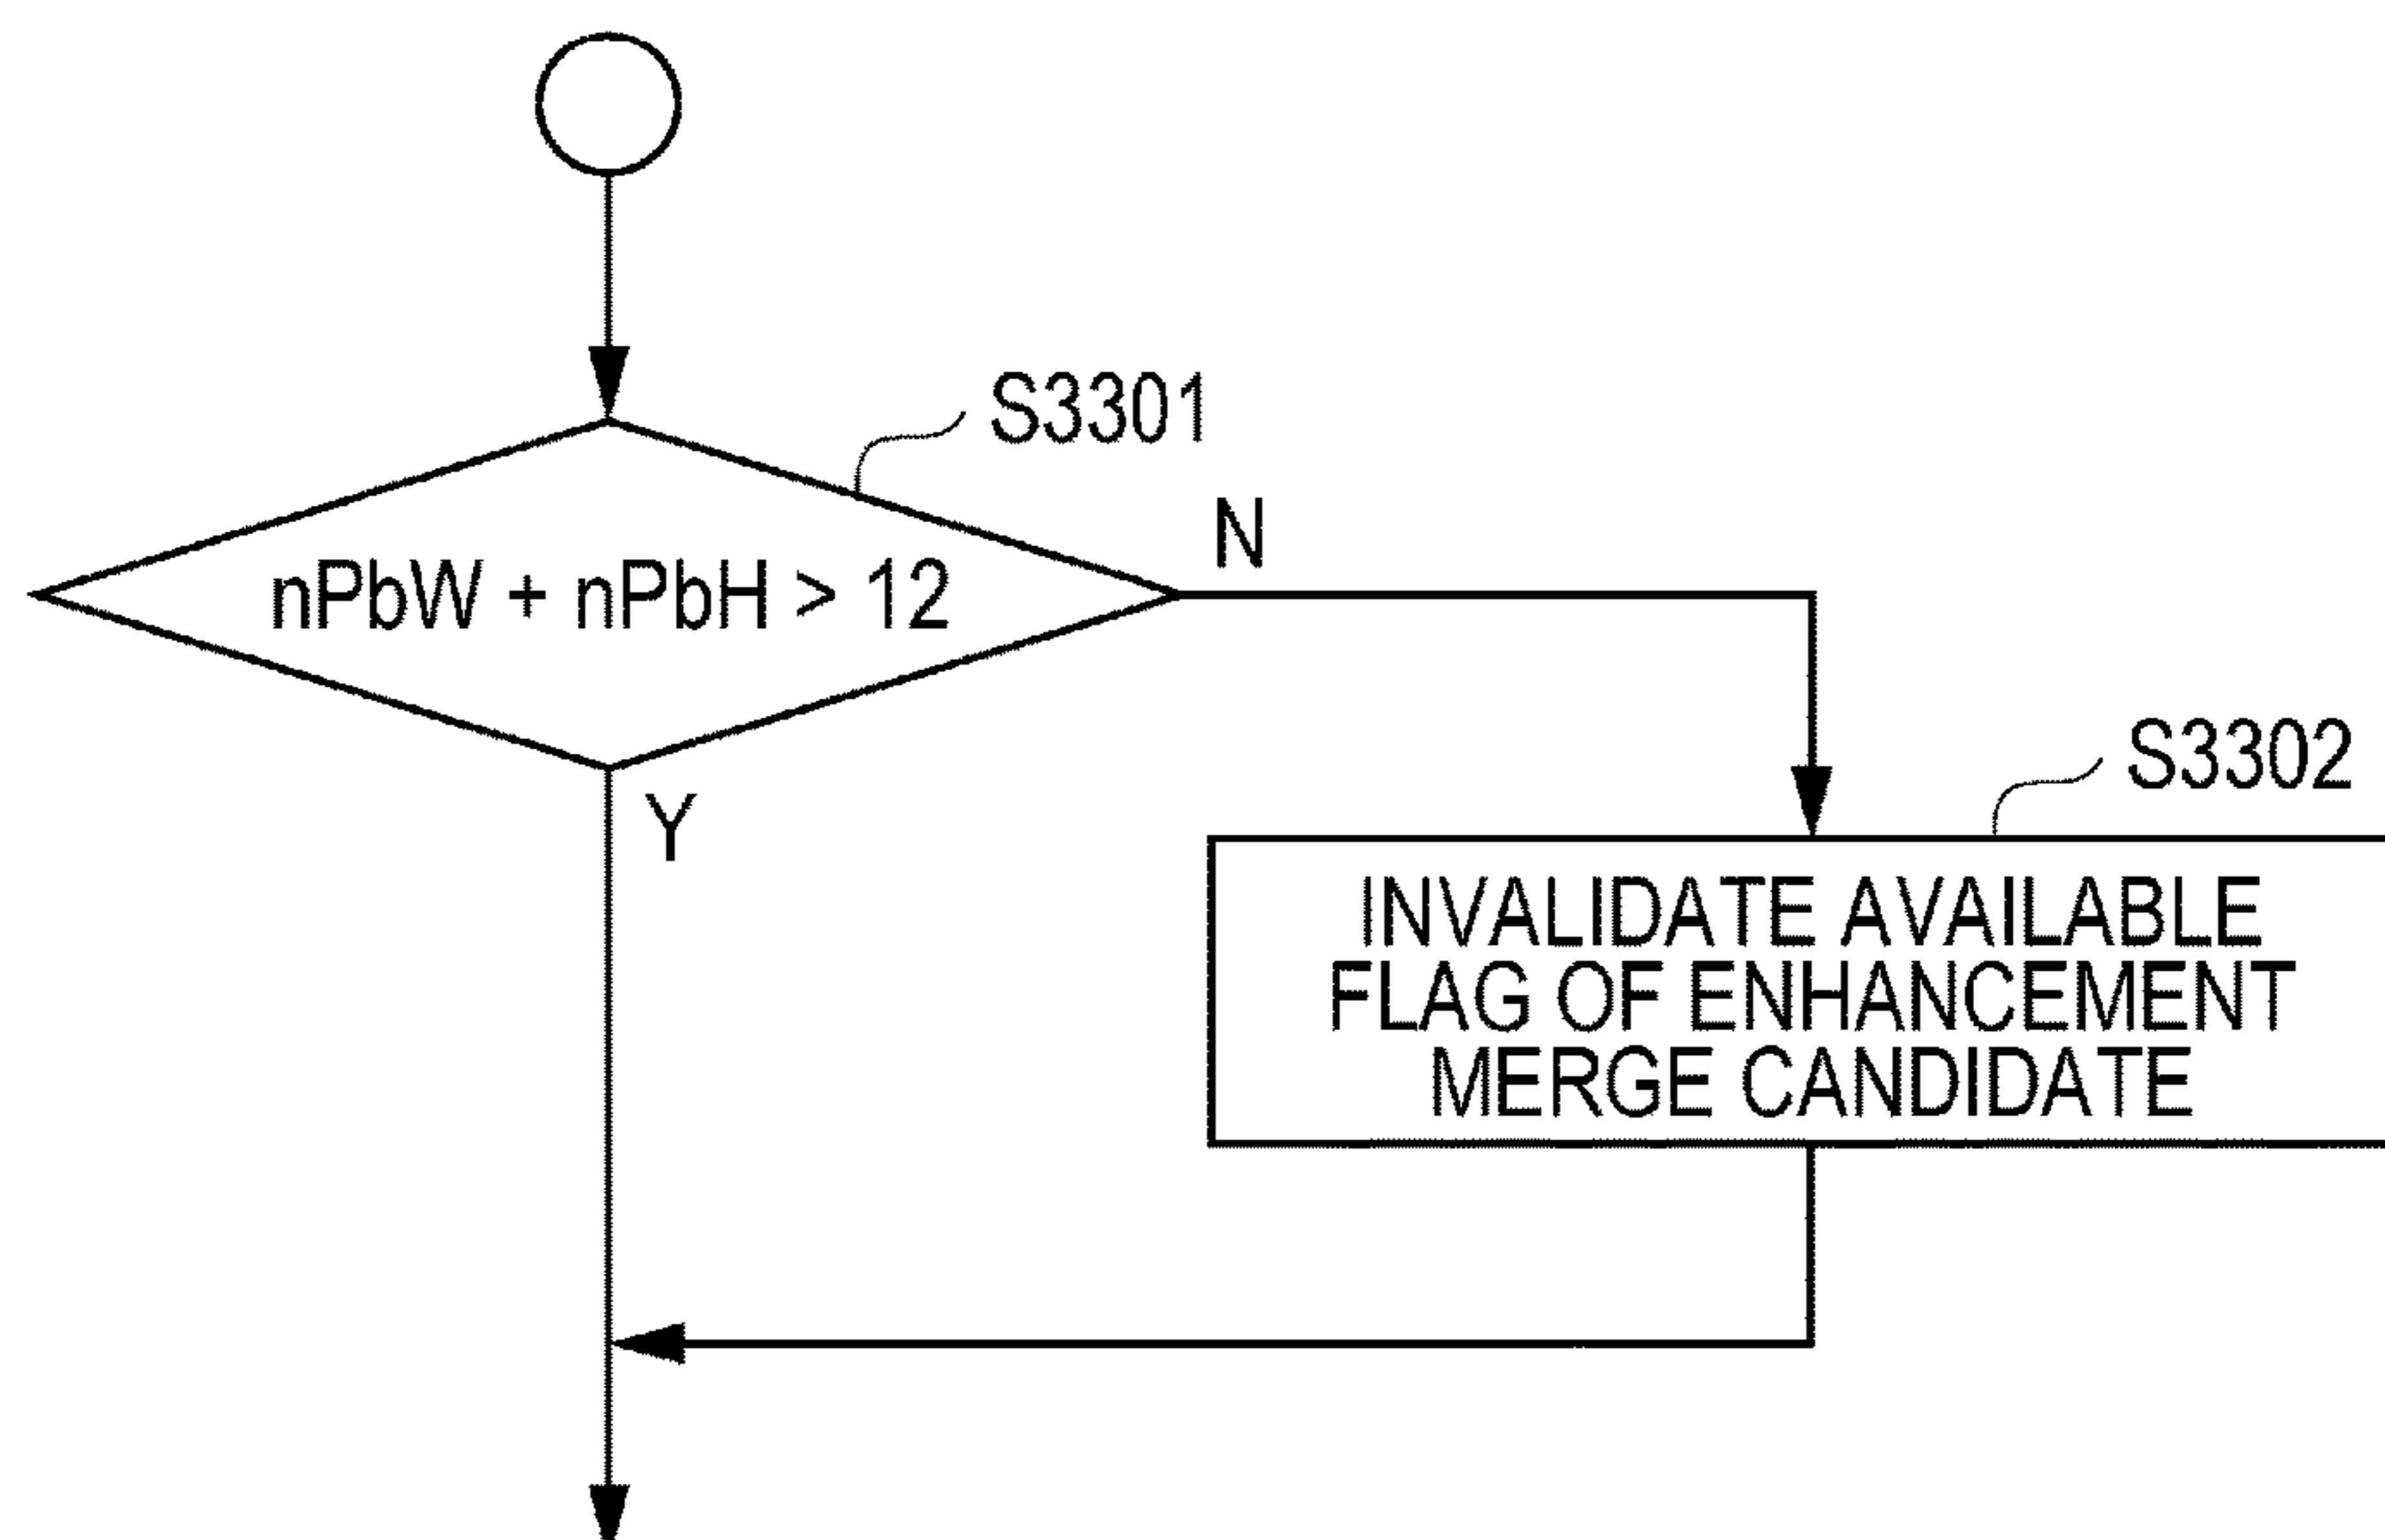 S3301
nPbW + nPbH > 12
N
Y
S3302
INVALIDATE AVAILABLE
FLAG OF ENHANCEMENT
MERGE CANDIDATE